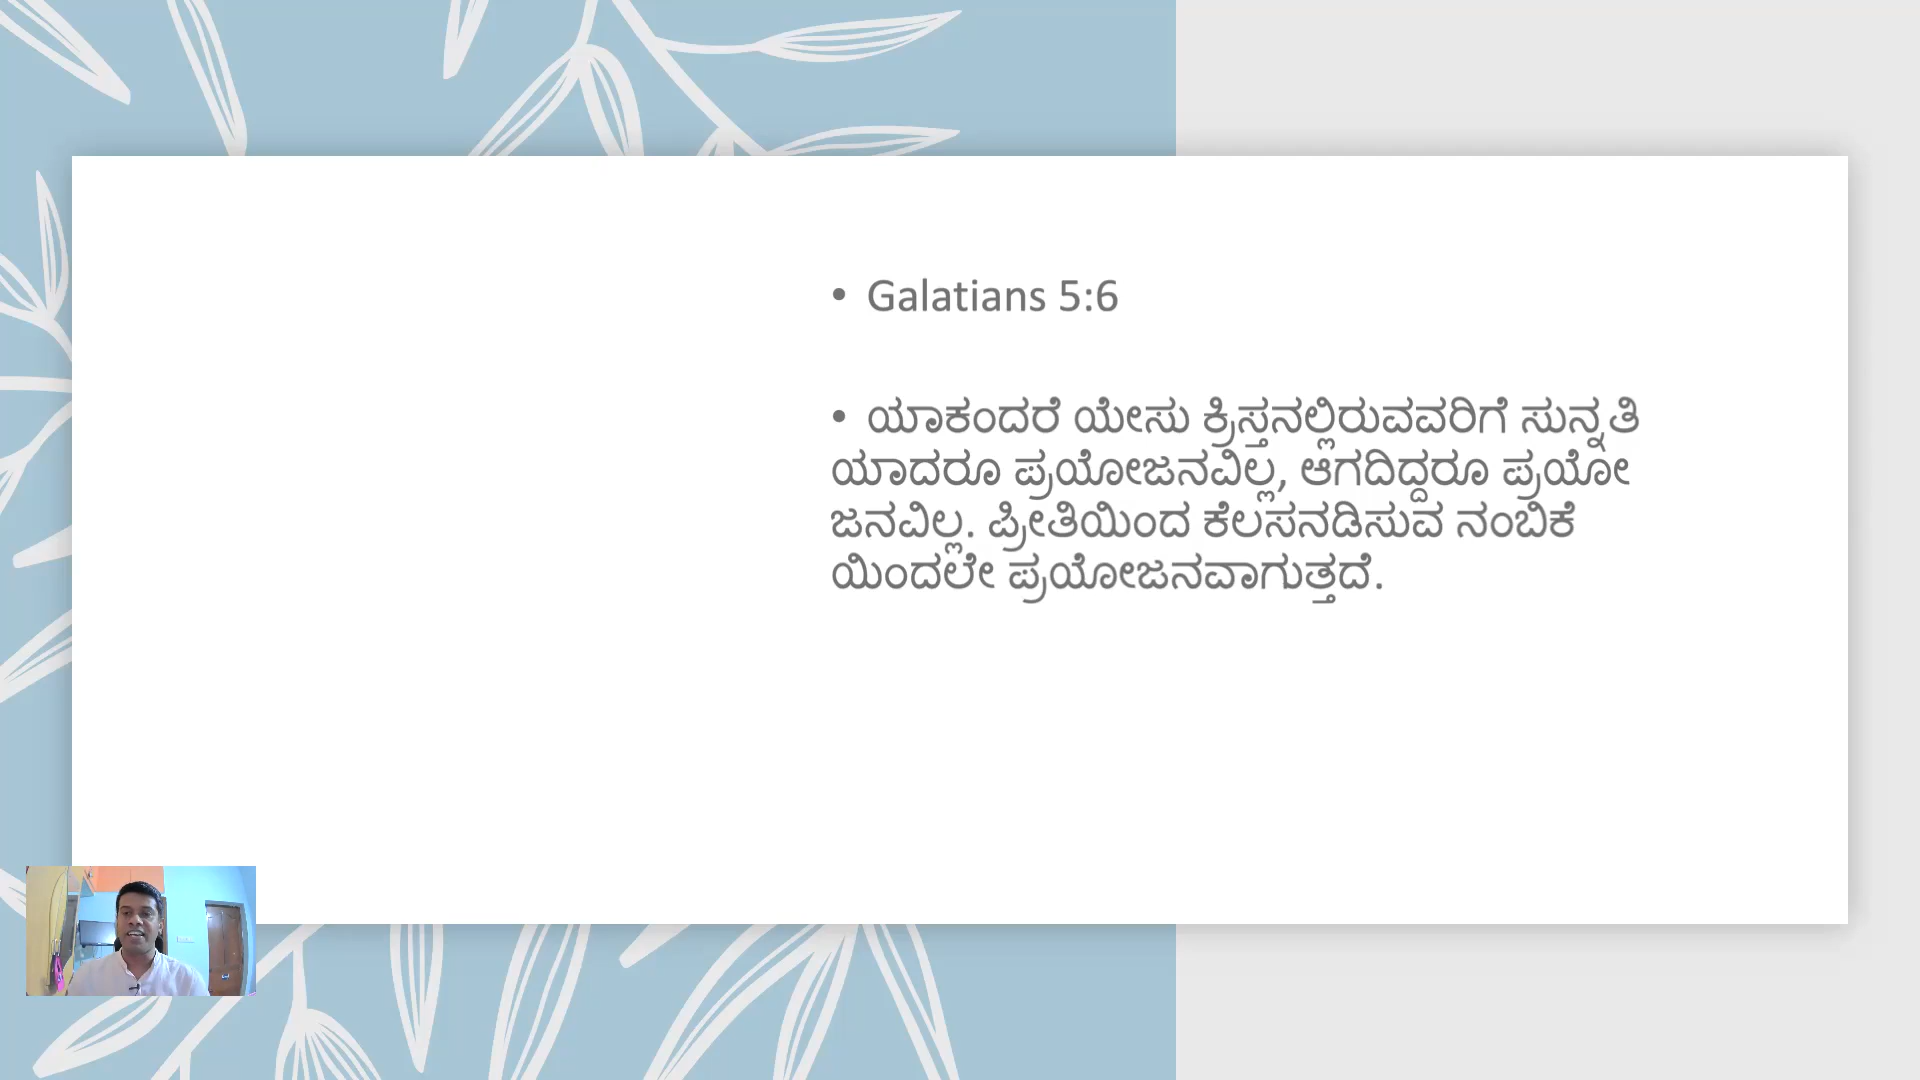 • Galatians 5:6
• ಯಾಕಂದರೆ ಯೇಸು ಕ್ರಿಸ್ತನಲ್ಲಿರುವವರಿಗೆ ಸುನ್ನತಿ
ಯಾದರೂ ಪ್ರಯೋಜನವಿಲ್ಲ, ಆಗದಿದ್ದರೂ ಪ್ರಯೋ
ಜನವಿಲ್ಲ. ಪ್ರೀತಿಯಿಂದ ಕೆಲಸನಡಿಸುವ ನಂಬಿಕೆ
ಯಿಂದಲೇ ಪ್ರಯೋಜನವಾಗುತ್ತದೆ.